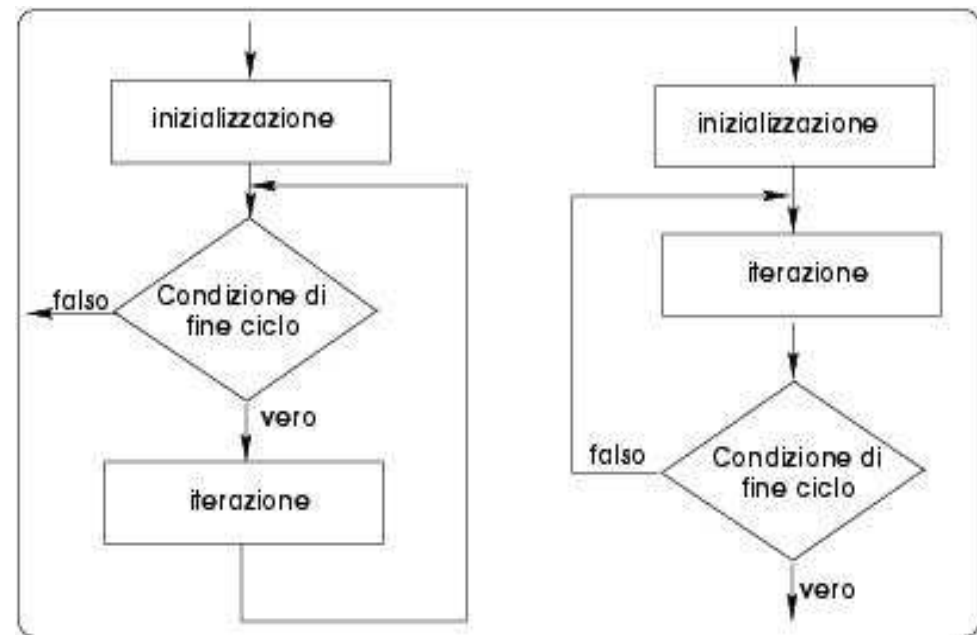 inizializzazione
Condizione di
fine ciclo
falso
vero
iterazione
inizializzazione
iterazione
Condizione di
fine ciclo
falso
vero